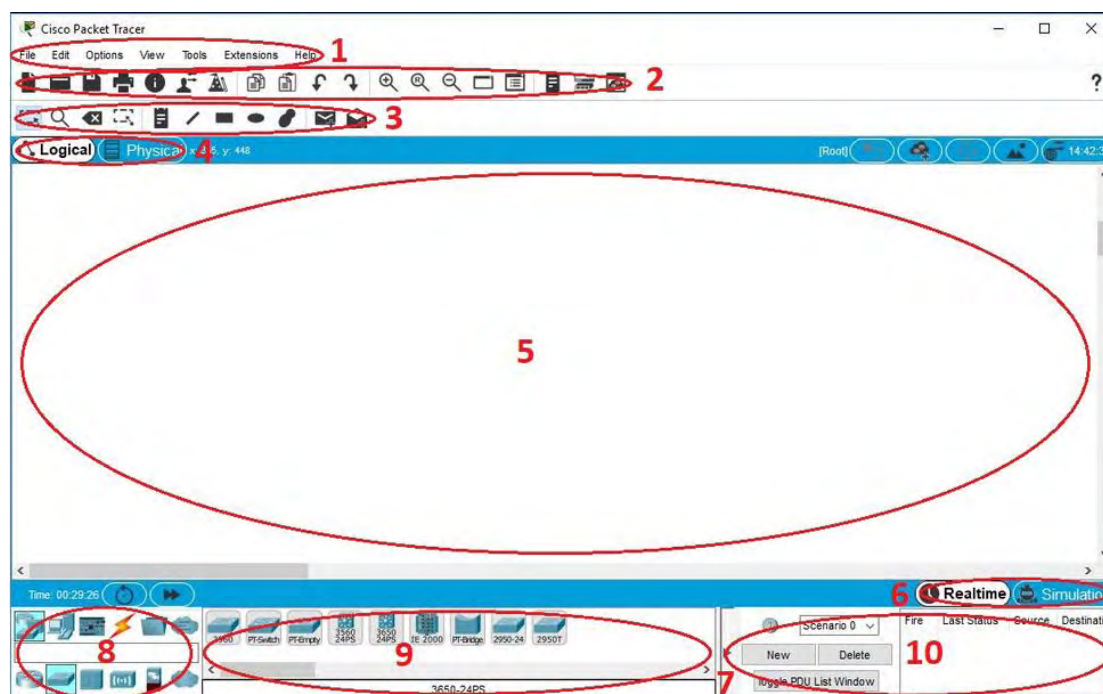 Cisco Packet Tracer
File Edit Options View Tools Extensions Help 1
2
?
3
Logical Physical 4 y: 448 [Root] 14:42:3
5
Time: 00:29:26 6 Realtime Simulatio
8
PT-Switch PT-Empty 3560 24PS 3650 24PS IE 2000 PT-Bridge 2950-24 2950T
9
3650-24PS
7
Scenario 0 Fire Last Status Source Destinati
New Delete 10
Toggle PDU List Window